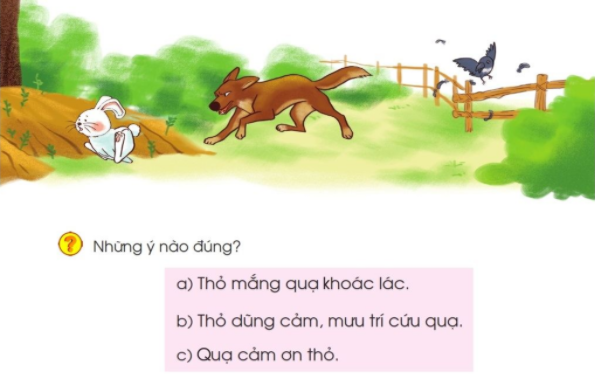 ? Những ý nào đúng?
a) Thỏ mắng quạ khoác lác.
b) Thỏ dũng cảm, mưu trí cứu quạ.
c) Quạ cảm ơn thỏ.